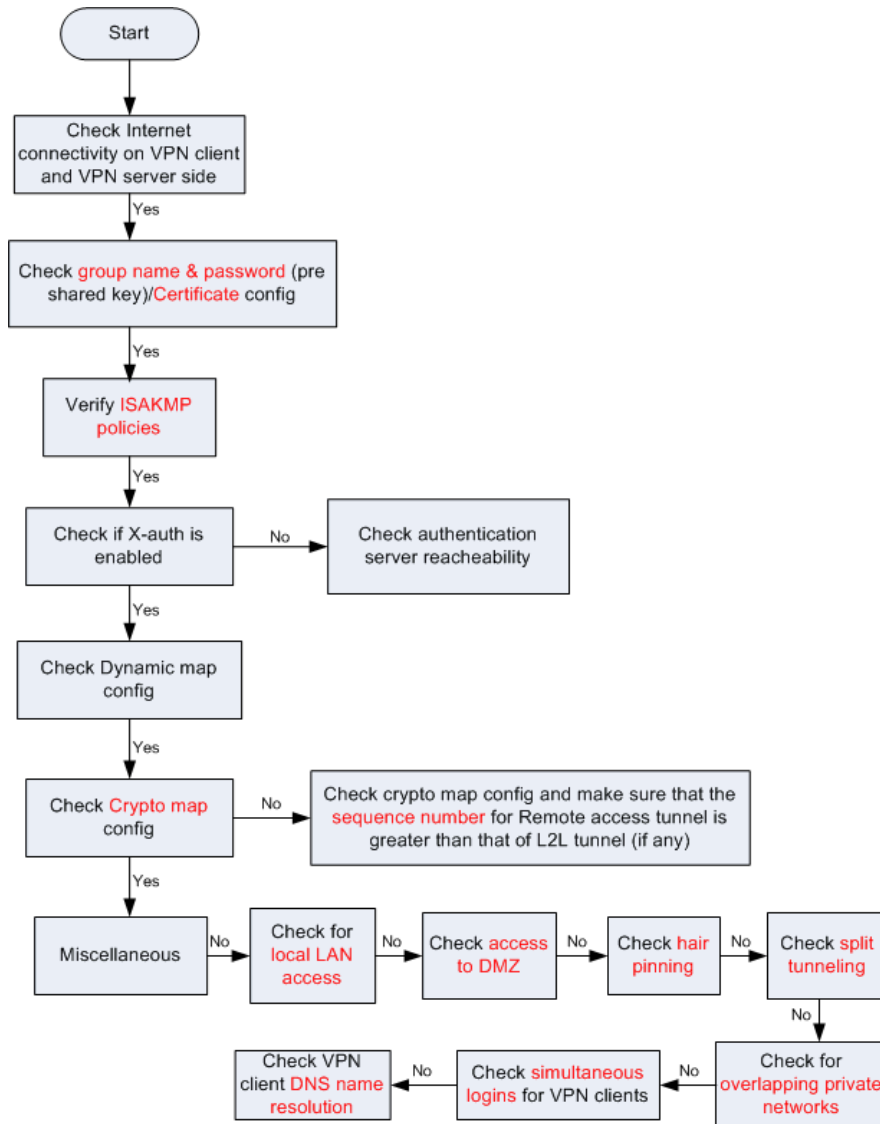 Start
Check Internet
connectivity on VPN client
and VPN server side
Yes
Check group name & password (pre
shared key)/Certificate config
Yes
Verify ISAKMP
policies
Yes
Check if X-auth is
enabled
No
Check authentication
server reacheability
Yes
Check Dynamic map
config
Yes
Check Crypto map
config
No
Check crypto map config and make sure that the
sequence number for Remote access tunnel is
greater than that of L2L tunnel (if any)
Yes
Miscellaneous
No
Check for
local LAN
access
No
Check access
to DMZ
No
Check hair
pinning
No
Check split
tunneling
No
Check for
overlapping private
networks
No
Check simultaneous
logins for VPN clients
No
Check VPN
client DNS name
resolution